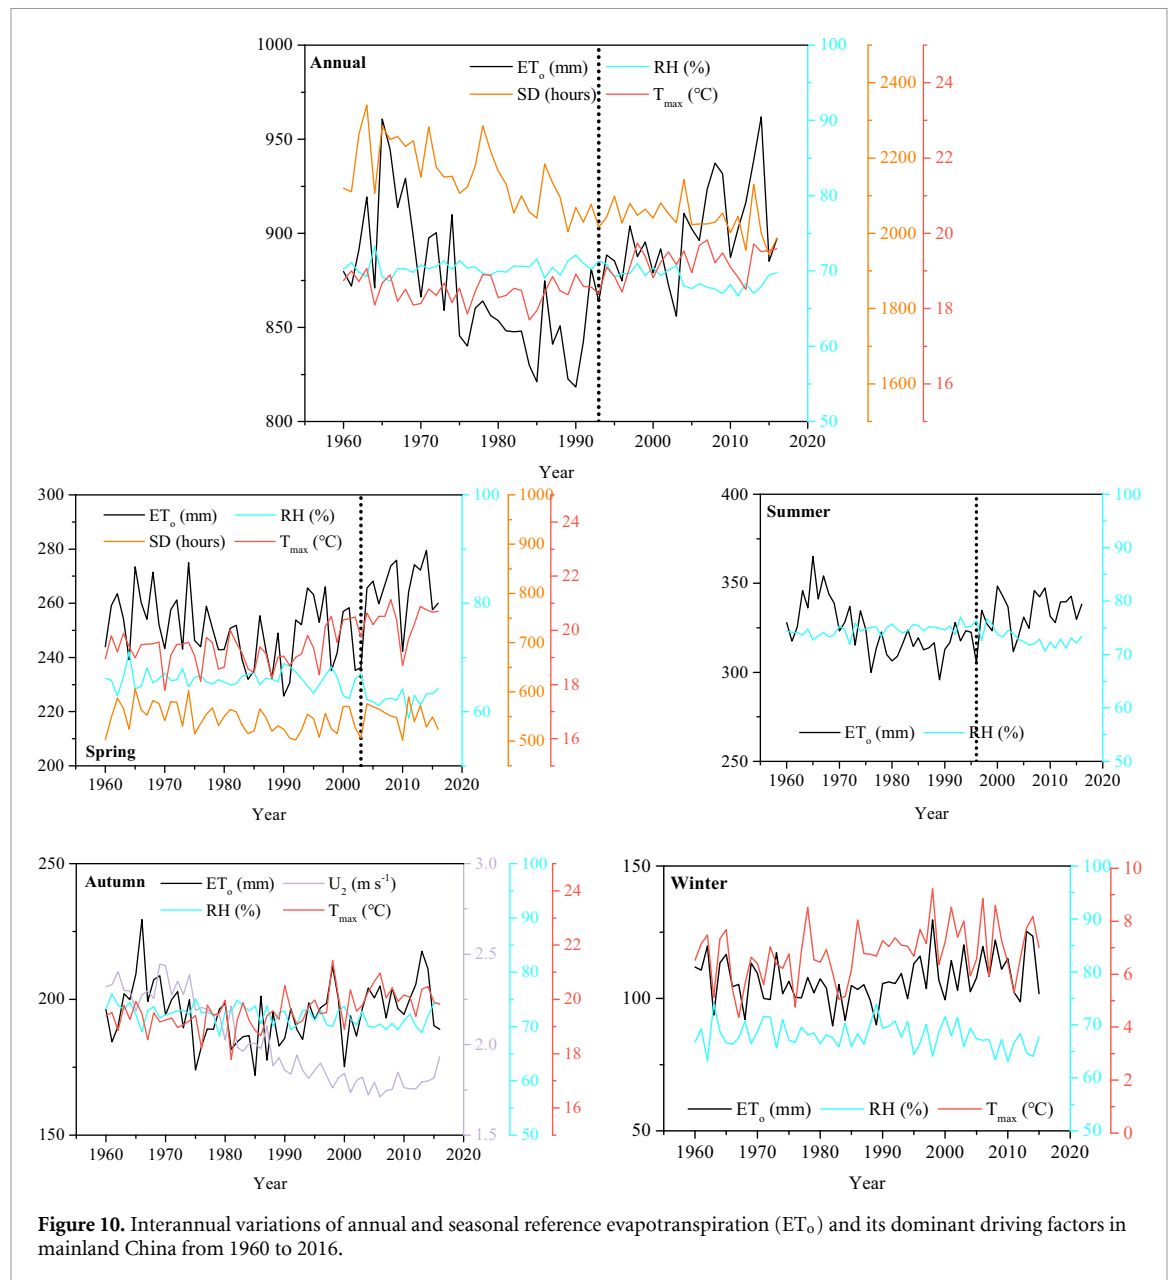 Annual
ET₀ (mm) RH (%)
SD (hours) Tmax (℃)
1000 950 900 850 800
100 90 80 70 60 50
2400 2200 2000 1800 1600
24 22 20 18 16
1960 1970 1980 1990 2000 2010 2020
Year
ETo (mm) RH (%)
SD (hours) Tmax (℃)
Spring
300 280 260 240 220 200
100 80 60
1000 900 800 700 600 500
24 22 20 18 16
1960 1970 1980 1990 2000 2010 2020
Year
Summer
ETo (mm) RH (%)
400 350 300 250
100 90 80 70 60 50
1960 1970 1980 1990 2000 2010 2020
Year
Autumn
ETo (mm) U2 (m s-1)
RH (%) Tmax (℃)
250 200 150
3.0 2.5 2.0 1.5
100 90 80 70 60 50
24 22 20 18 16
1960 1970 1980 1990 2000 2010 2020
Year
Winter
ETo (mm) RH (%) Tmax (℃)
150 100 50
100 90 80 70 60 50
10 8 6 4 2 0
1960 1970 1980 1990 2000 2010 2020
Year
Figure 10. Interannual variations of annual and seasonal reference evapotranspiration (ETo) and its dominant driving factors in
mainland China from 1960 to 2016.